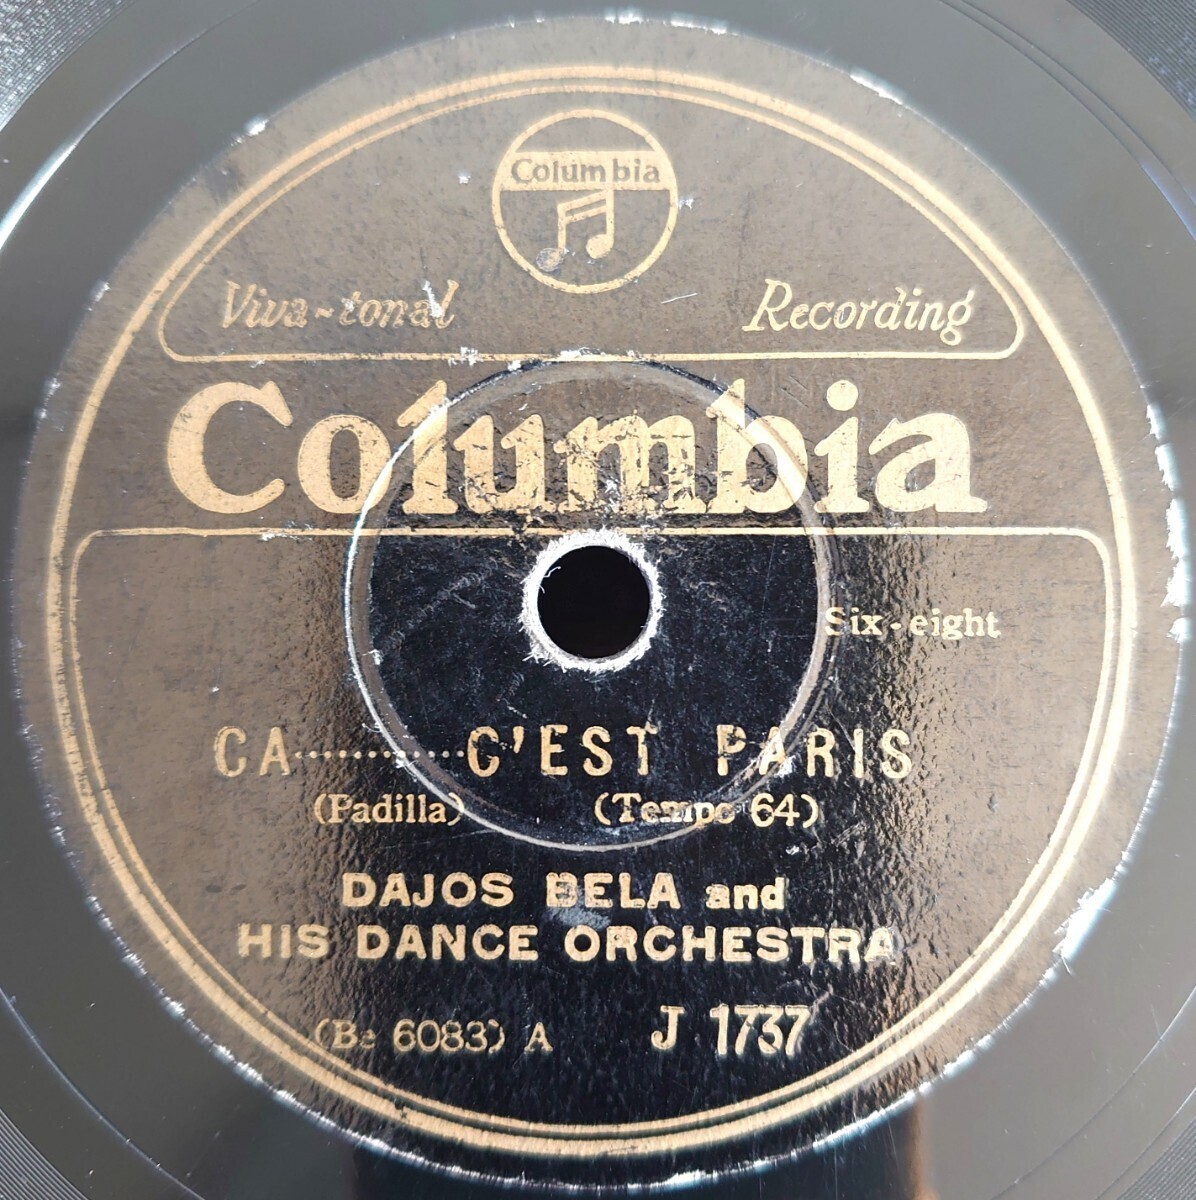 Columbia
Viva-tonal Recording
Columbia
Six-eight
CA............C'EST PARIS
(Padilla) (Tempo 64)
DAJOS BELA and
HIS DANCE ORCHESTRA
(Be 6083) A J 1737